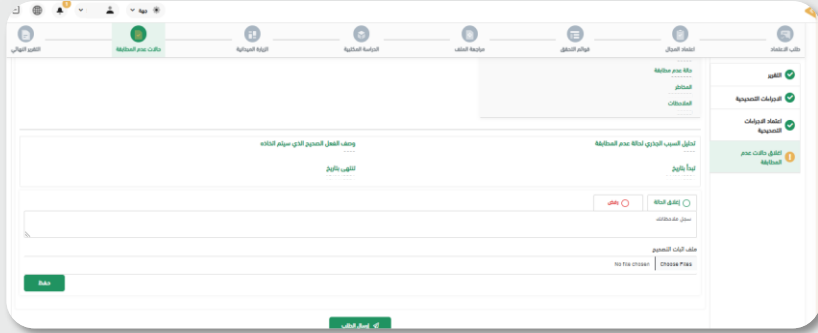 جهة
طلب الاعتماد
اعتماد المجال
قوائم التحقق
مراجعة الملف
الدراسة المكتبية
الزيارة الميدانية
حالات عدم المطابقة
التقرير النهائي
التقرير
الاجراءات التصحيحية
اعتماد الاجراءات
التصحيحية
اغلاق حالات عدم
المطابقة
حالة عدم مطابقة
المخاطر
الملاحظات
تحليل السبب الجذري لحالة عدم المطابقة
وصف الفعل الصحيح الذي سيتم اتخاذه
تبدأ بتاريخ
تنتهي بتاريخ
إغلاق الحالة
رفض
سجل ملاحظاتك
ملف اثبات التصحيح
Choose Files
No file chosen
حفظ
إرسال الطلب